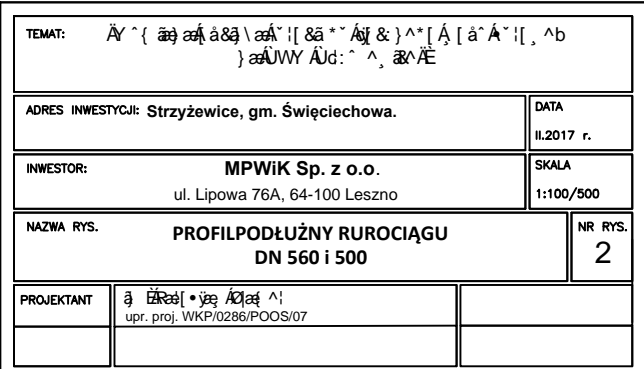 TEMAT:
ADRES INWESTYCJI: Strzyżewice, gm. Święciechowa.
DATA
II.2017 r.
INWESTOR: MPWiK Sp. z o.o.
ul. Lipowa 76A, 64-100 Leszno
SKALA
1:100/500
NAZWA RYS. PROFILPODŁUŻNY RUROCIĄGU
DN 560 i 500
NR RYS.
2
PROJEKTANT
upr. proj. WKP/0286/POOS/07